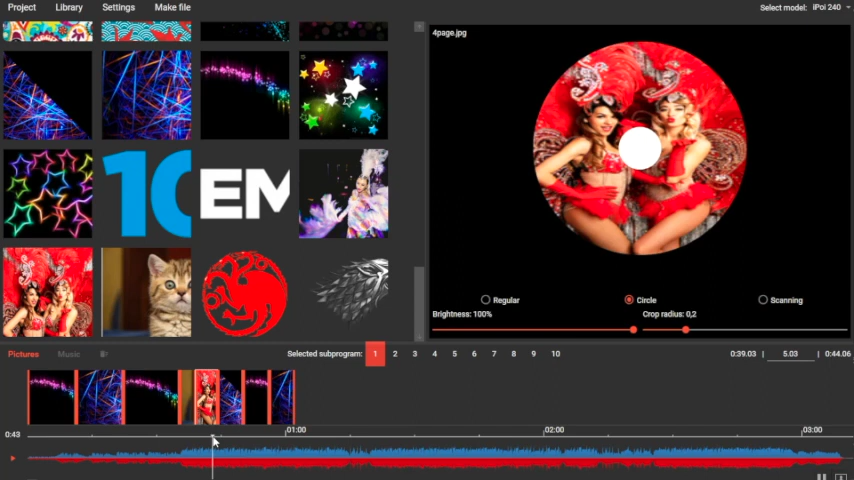 Project Library Settings Make file
Select model: iPoi 240
4page.jpg
10
EM
Regular Circle Scanning
Brightness: 100% Crop radius: 0,2
Pictures Music
Selected subprogram: 1 2 3 4 5 6 7 8 9 10
0:39.03 | 5.03 | 0:44.06
01:00 02:00 03:00
0:43